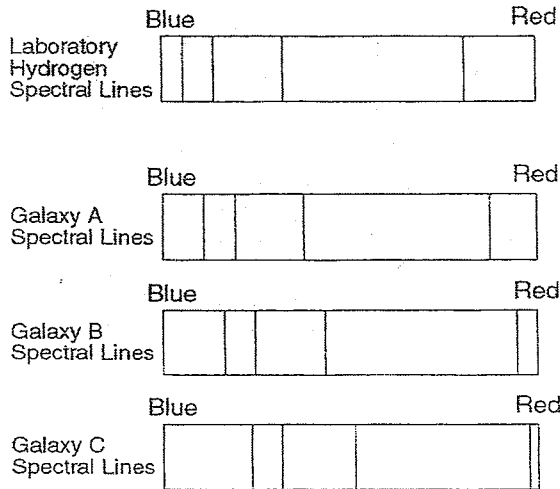 Blue Red
Laboratory
Hydrogen
Spectral Lines
Blue Red
Galaxy A
Spectral Lines
Blue Red
Galaxy B
Spectral Lines
Blue Red
Galaxy C
Spectral Lines